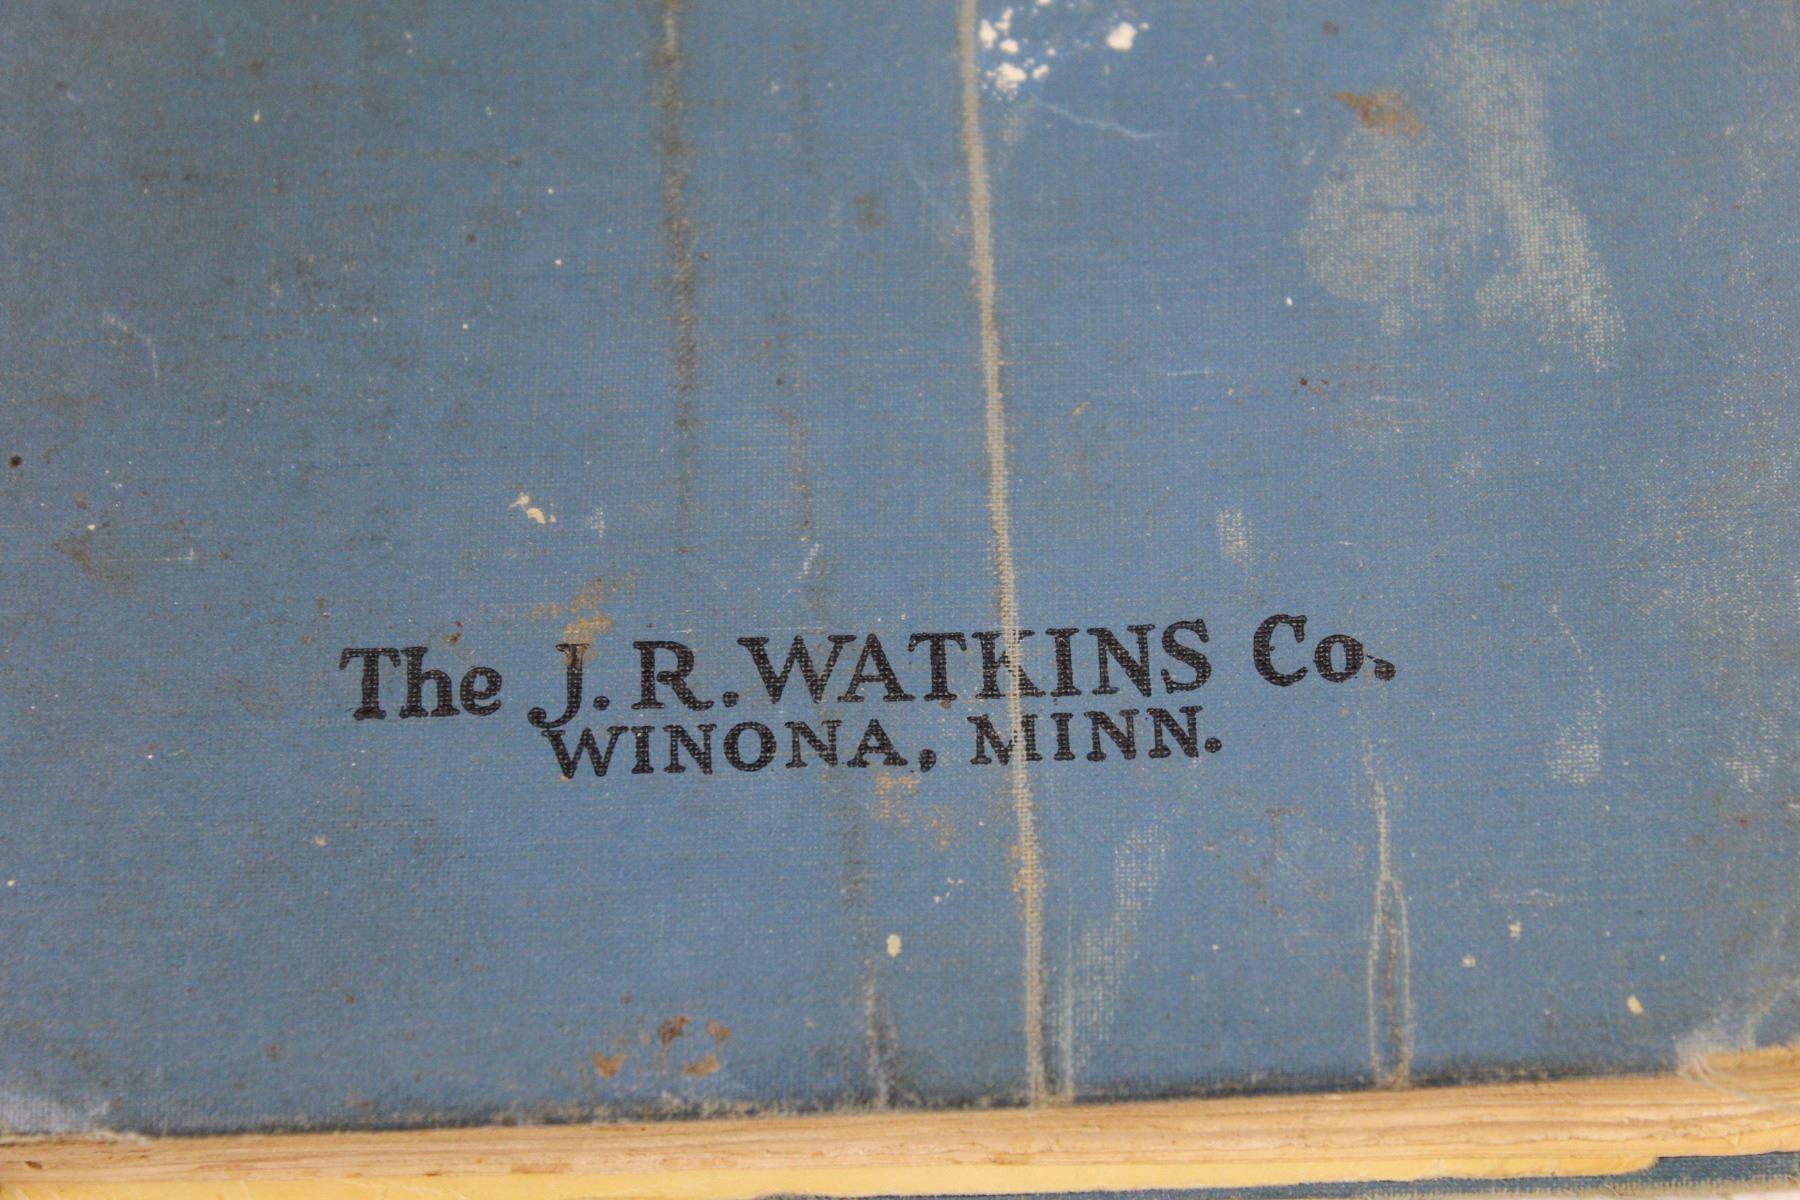 The J. R. WATKINS Co.
WINONA, MINN.